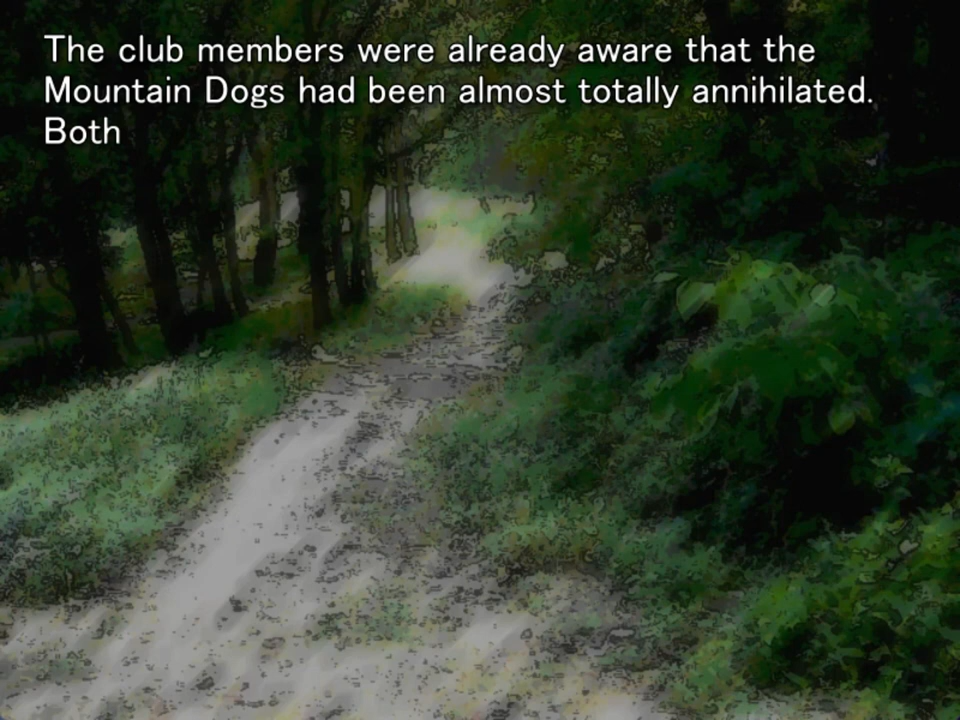 The club members were already aware that the
Mountain Dogs had been almost totally annihilated.
Both